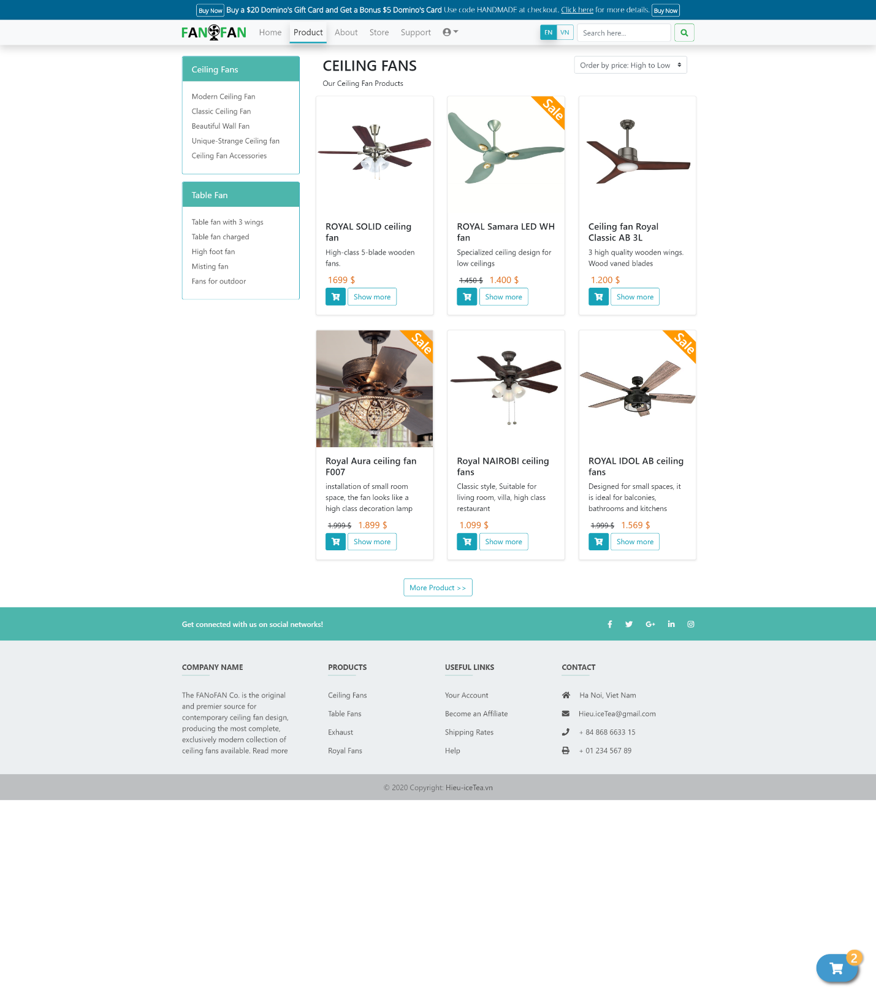 Buy Now Buy a $20 Domino's Gift Card and Get a Bonus $5 Domino's Card Use code HANDMADE at checkout. Click here for more details. Buy Now
FANOFAN Home Product About Store Support EN VN Search here...
Ceiling Fans
Modern Ceiling Fan
Classic Ceiling Fan
Beautiful Wall Fan
Unique-Strange Ceiling fan
Ceiling Fan Accessories
Table Fan
Table fan with 3 wings
Table fan charged
High foot fan
Misting fan
Fans for outdoor
CEILING FANS
Order by price: High to Low
Our Ceiling Fan Products
ROYAL SOLID ceiling
fan
High-class 5-blade wooden
fans.
1699 $
Show more
Sale
ROYAL Samara LED WH
fan
Specialized ceiling design for
low ceilings
1.450 $ 1.400 $
Show more
Ceiling fan Royal
Classic AB 3L
3 high quality wooden wings.
Wood vaned blades
1.200 $
Show more
Sale
Royal Aura ceiling fan
F007
installation of small room
space, the fan looks like a
high class decoration lamp
1.999 $ 1.899 $
Show more
Royal NAIROBI ceiling
fans
Classic style, Suitable for
living room, villa, high class
restaurant
1.099 $
Show more
Sale
ROYAL IDOL AB ceiling
fans
Designed for small spaces, it
is ideal for balconies,
bathrooms and kitchens
1.999 $ 1.569 $
Show more
More Product >>
Get connected with us on social networks!
COMPANY NAME
The FANoFAN Co. is the original
and premier source for
contemporary ceiling fan design,
producing the most complete,
exclusively modern collection of
ceiling fans available. Read more
PRODUCTS
Ceiling Fans
Table Fans
Exhaust
Royal Fans
USEFUL LINKS
Your Account
Become an Affiliate
Shipping Rates
Help
CONTACT
Ha Noi, Viet Nam
Hieu.iceTea@gmail.com
+ 84 868 6633 15
+ 01 234 567 89
© 2020 Copyright: Hieu-iceTea.vn
2